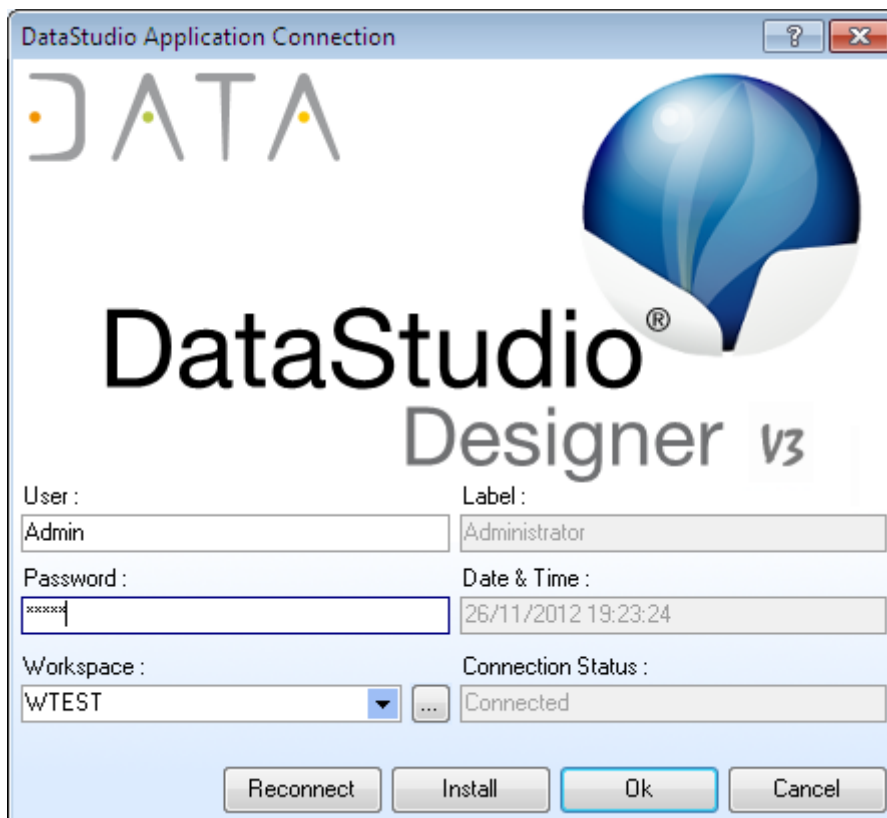 DataStudio Application Connection
?
DATA
DataStudio®
Designer V3
User :
Label :
Admin
Administrator
Password :
Date & Time :
*****
26/11/2012 19:23:24
Workspace :
Connection Status :
WTEST
...
Connected
Reconnect
Install
Ok
Cancel